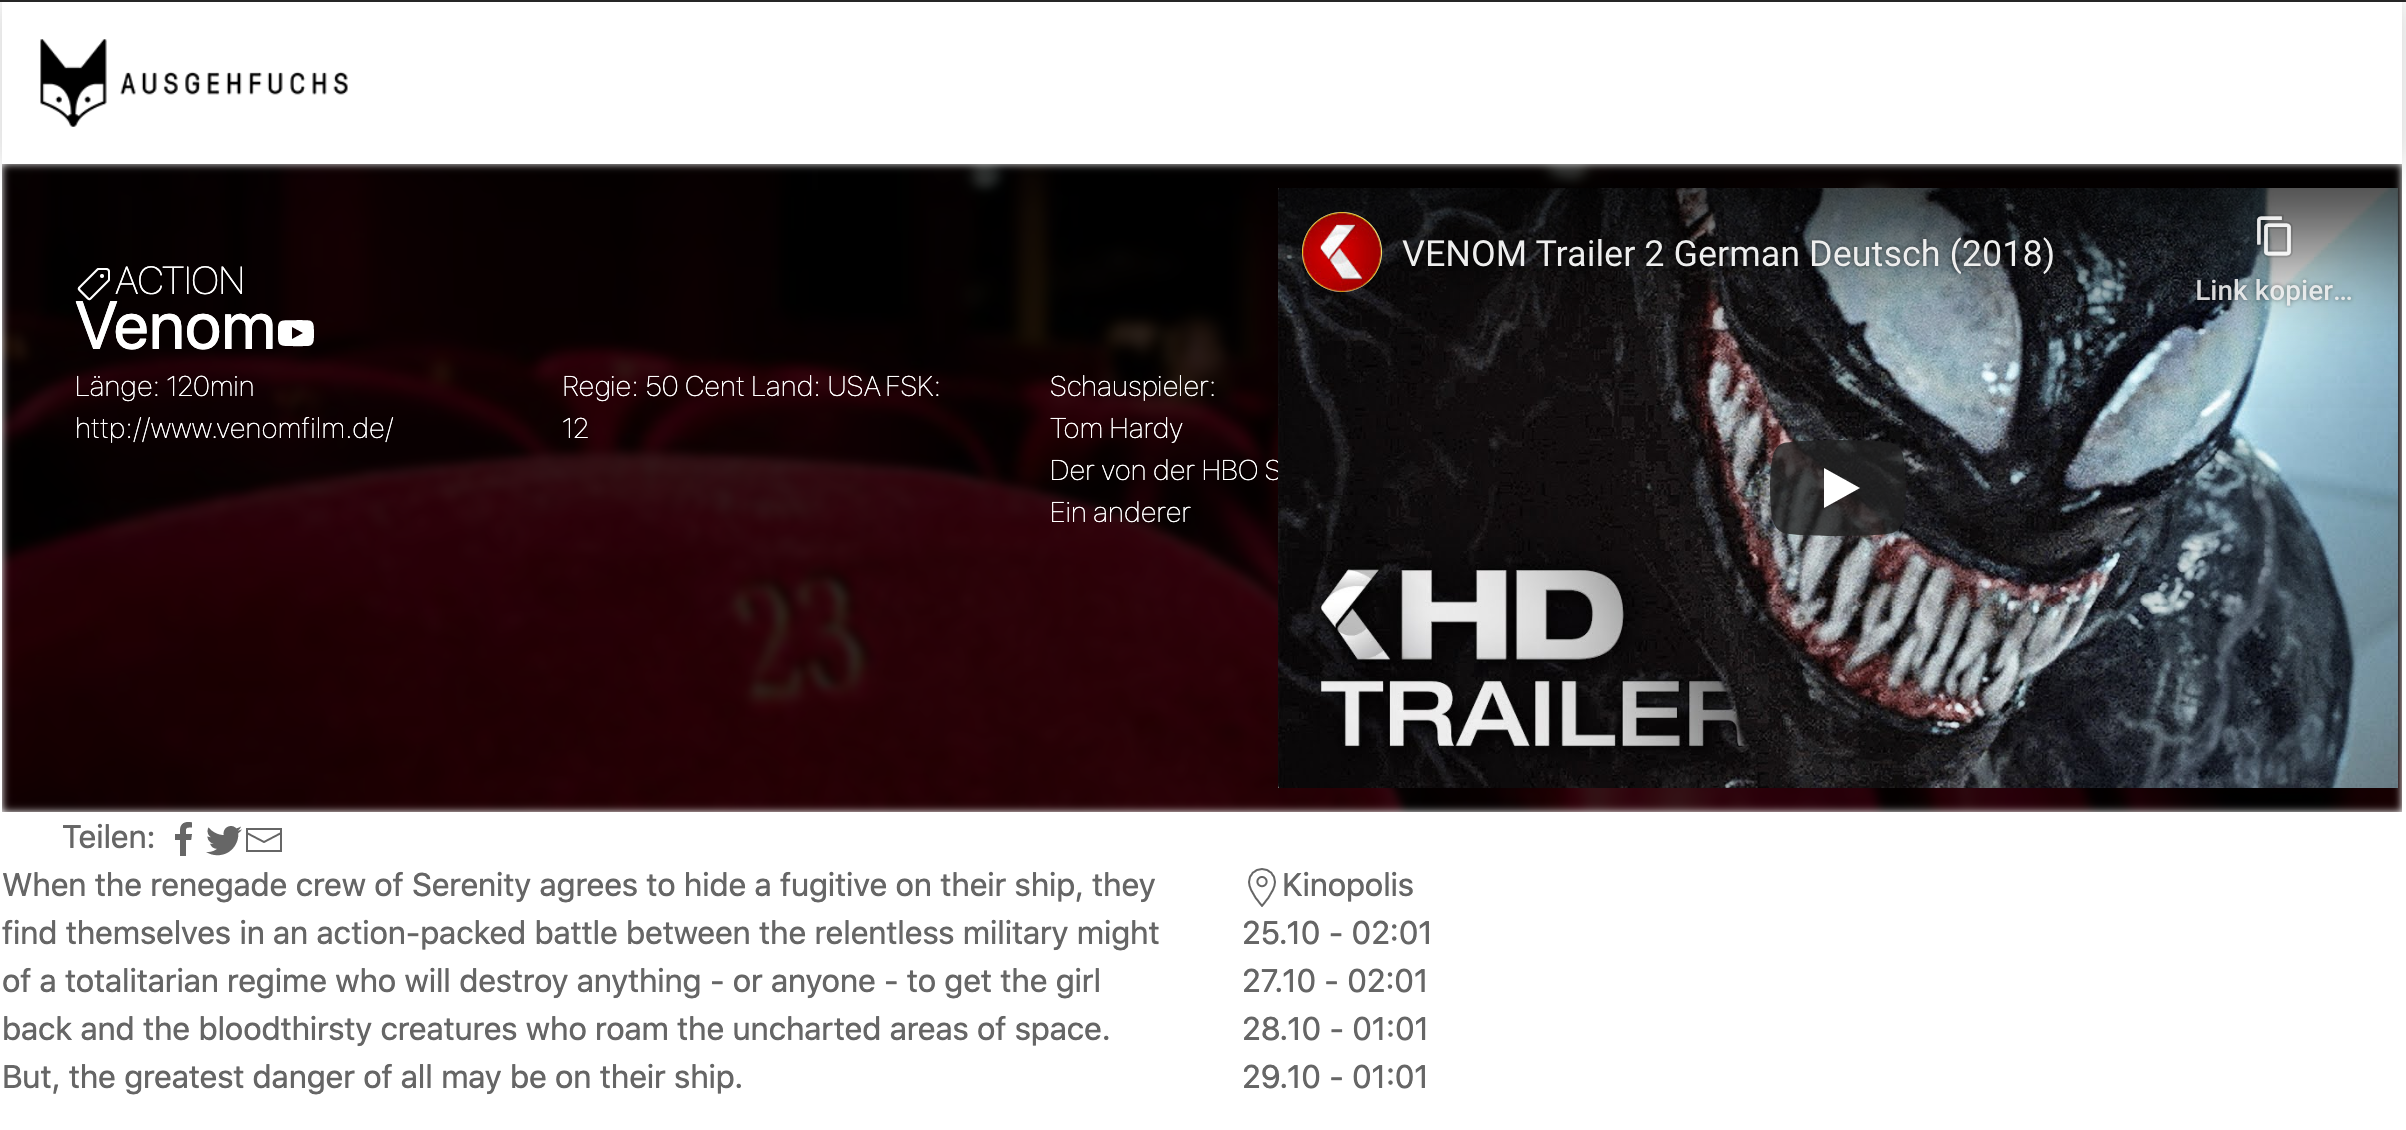 AUSGEHFUCHS
ACTION
Venom
Länge: 120min
http://www.venomfilm.de/
Regie: 50 Cent Land: USA FSK:
12
Schauspieler:
Tom Hardy
Der von der HBO S
Ein anderer
23
VENOM Trailer 2 German Deutsch (2018)
Link kopier...
HD
TRAILER
Teilen:
When the renegade crew of Serenity agrees to hide a fugitive on their ship, they
find themselves in an action-packed battle between the relentless military might
of a totalitarian regime who will destroy anything - or anyone - to get the girl
back and the bloodthirsty creatures who roam the uncharted areas of space.
But, the greatest danger of all may be on their ship.
Kinopolis
25.10 - 02:01
27.10 - 02:01
28.10 - 01:01
29.10 - 01:01